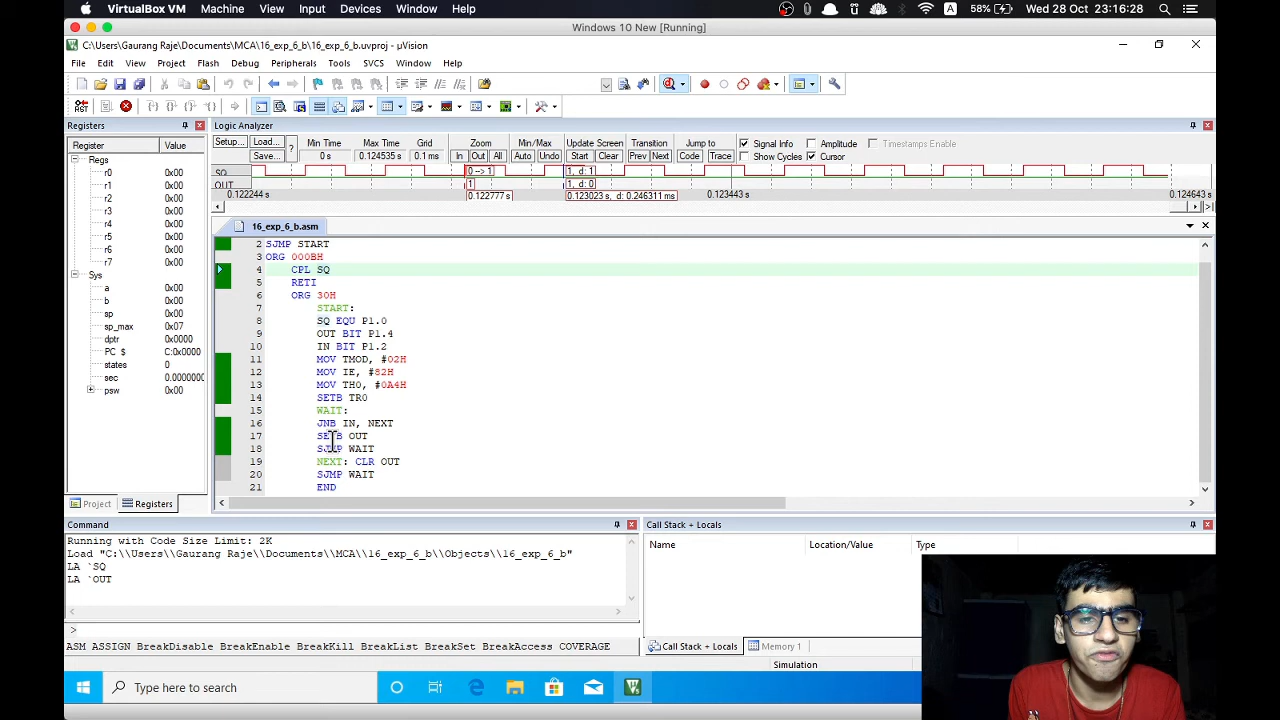 VirtualBox VM Machine View Input Devices Window Help A 58% Wed 28 Oct 23:16:28
Windows 10 New [Running]
C:\Users\Gaurang Raje\Documents\MCA\16_exp_6_b\16_exp_6_b.uvproj - µVision
File Edit View Project Flash Debug Peripherals Tools SVCS Window Help
Registers
Logic Analyzer
Register Value
Setup... Load... Save... ? Min Time Max Time Grid Zoom Min/Max Update Screen Transition Jump to Signal Info Amplitude Timestamps Enable
0 s 0.124535 s 0.1 ms In Out All Auto Undo Start Clear Prev Next Code Trace Show Cycles Cursor
SQ 0 --> 1 1, d: 1
OUT 1 1, d: 0
0.122244 s 0.122777 s 0.123023 s, d: 0.246311 ms 0.123443 s 0.124643 s
Regs
r0 0x00
r1 0x00
r2 0x00
r3 0x00
r4 0x00
r5 0x00
r6 0x00
r7 0x00
Sys
a 0x00
b 0x00
sp 0x00
sp_max 0x07
dptr 0x0000
PC $ C:0x0000
states 0
sec 0.0000000
psw 0x00
Project Registers
16_exp_6_b.asm
2 SJMP START
3 ORG 000BH
4 CPL SQ
5 RETI
6 ORG 30H
7 START:
8 SQ EQU P1.0
9 OUT BIT P1.4
10 IN BIT P1.2
11 MOV TMOD, #02H
12 MOV IE, #82H
13 MOV TH0, #0A4H
14 SETB TR0
15 WAIT:
16 JNB IN, NEXT
17 SETB OUT
18 SJMP WAIT
19 NEXT: CLR OUT
20 SJMP WAIT
21 END
Command
Running with Code Size Limit: 2K
Load "C:\\Users\\Gaurang Raje\\Documents\\MCA\\16_exp_6_b\\Objects\\16_exp_6_b"
LA `SQ
LA `OUT
>
ASM ASSIGN BreakDisable BreakEnable BreakKill BreakList BreakSet BreakAccess COVERAGE
Call Stack + Locals
Name Location/Value Type
Call Stack + Locals Memory 1
Simulation
Type here to search